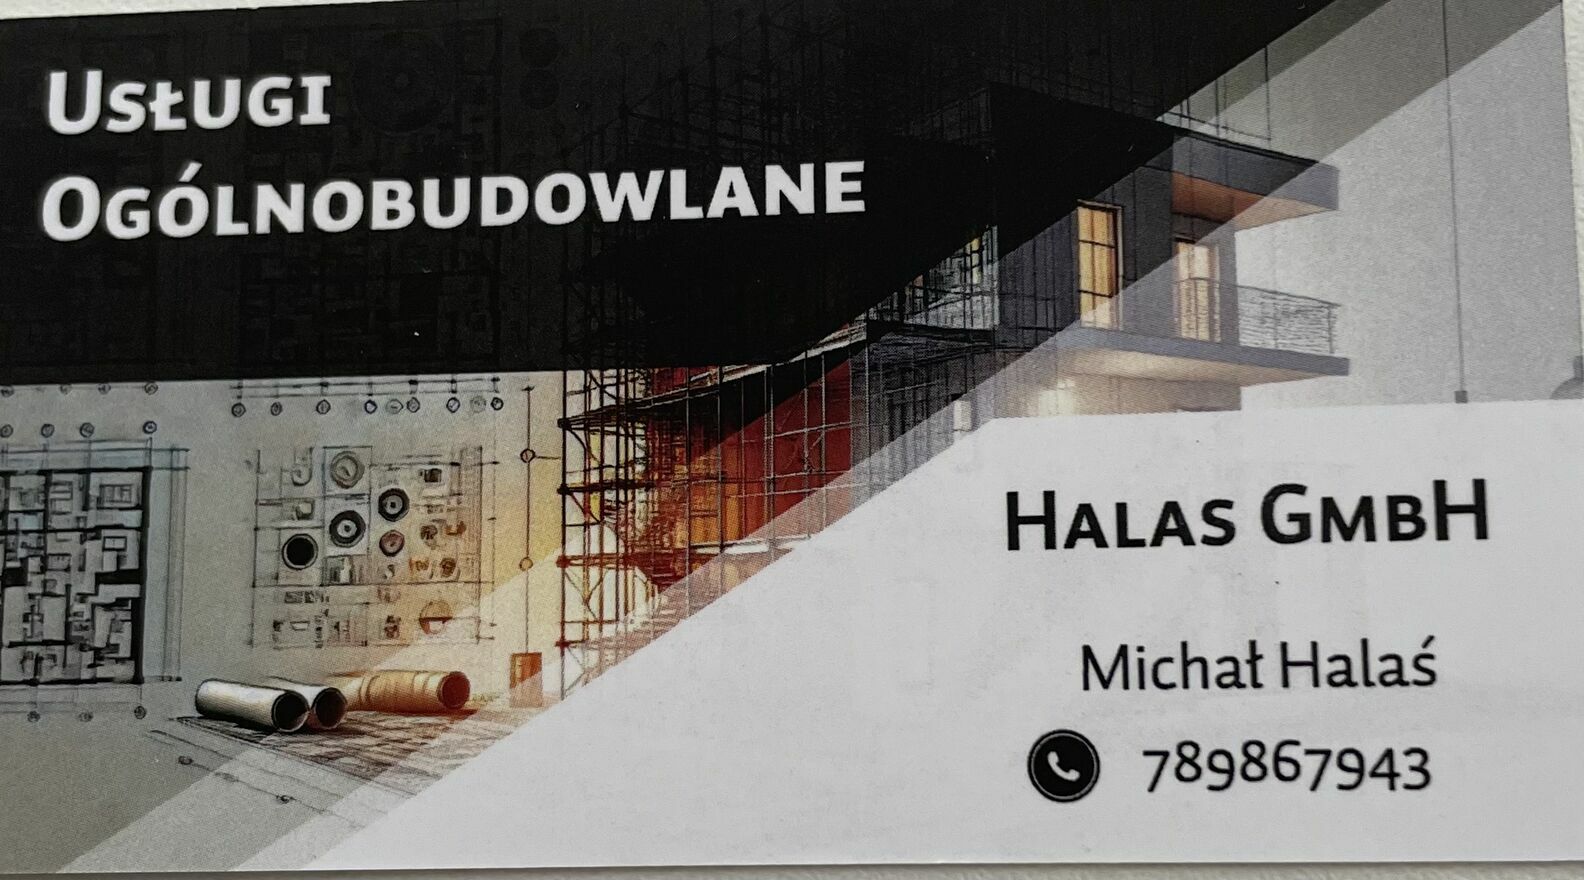 Usługi
Ogólnobudowlane
Halas GmbH
Michał Halaś
789867943